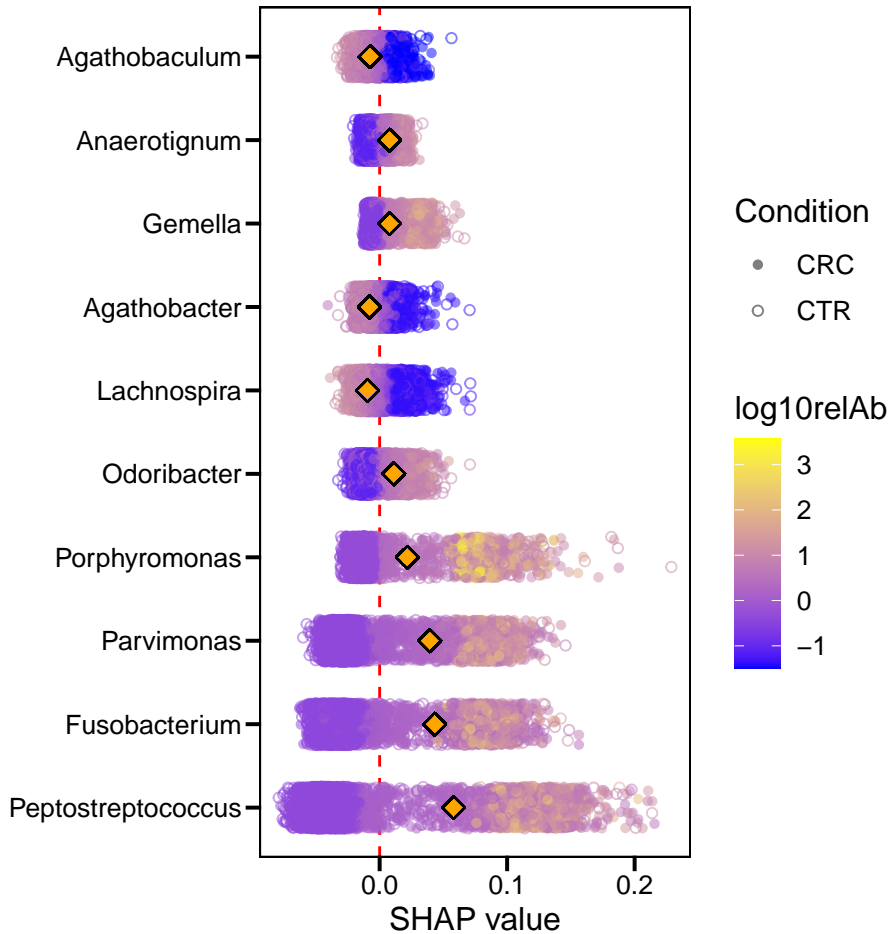 Agathobaculum
Anaerotignum
Gemella
Agathobacter
Lachnospira
Odoribacter
Porphyromonas
Parvimonas
Fusobacterium
Peptostreptococcus
0.0 0.1 0.2
SHAP value
Condition
CRC
CTR
log10relAb
3
2
1
0
−1